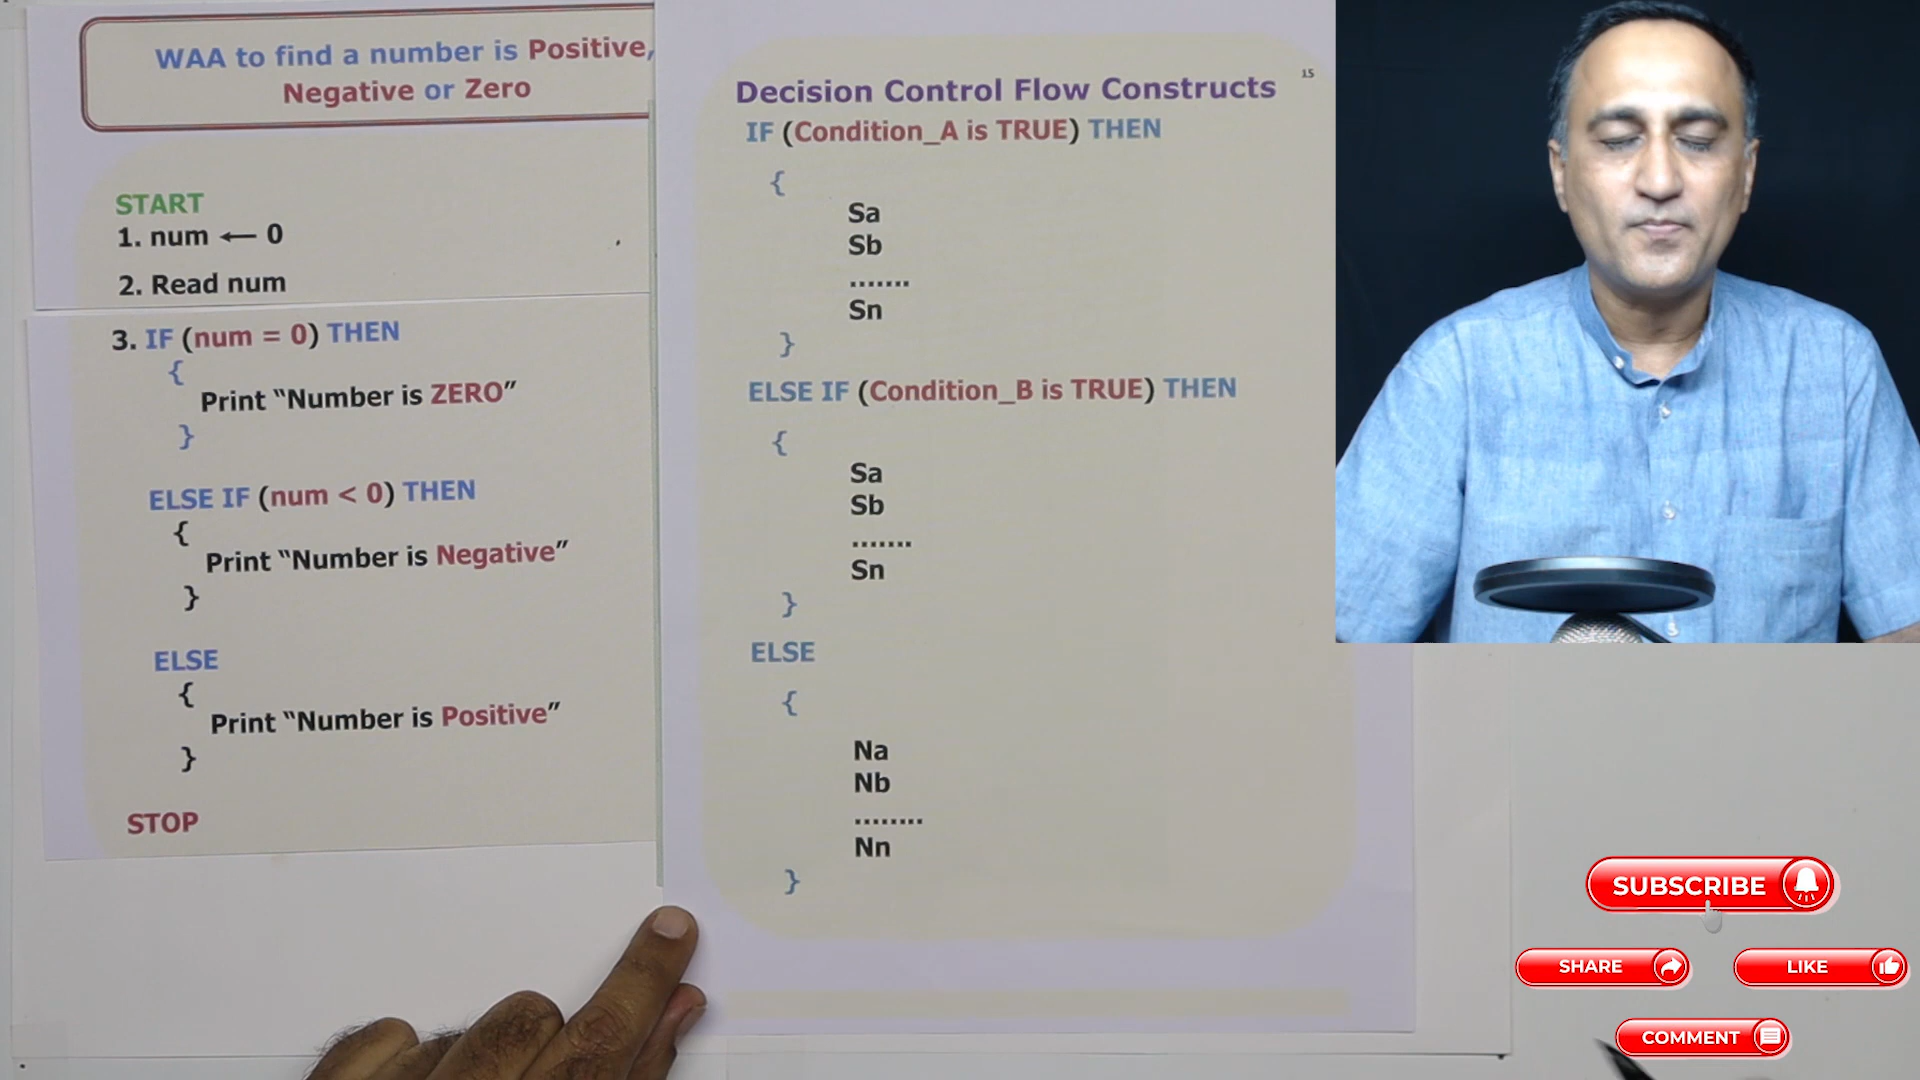 WAA to find a number is Positive,
Negative or Zero
START
1. num ← 0
2. Read num
3. IF (num = 0) THEN
{
Print “Number is ZERO”
}
ELSE IF (num < 0) THEN
{
Print “Number is Negative”
}
ELSE
{
Print “Number is Positive”
}
STOP
15
Decision Control Flow Constructs
IF (Condition_A is TRUE) THEN
{
Sa
Sb
.......
Sn
}
ELSE IF (Condition_B is TRUE) THEN
{
Sa
Sb
.......
Sn
}
ELSE
{
Na
Nb
........
Nn
}
SUBSCRIBE
SHARE
LIKE
COMMENT